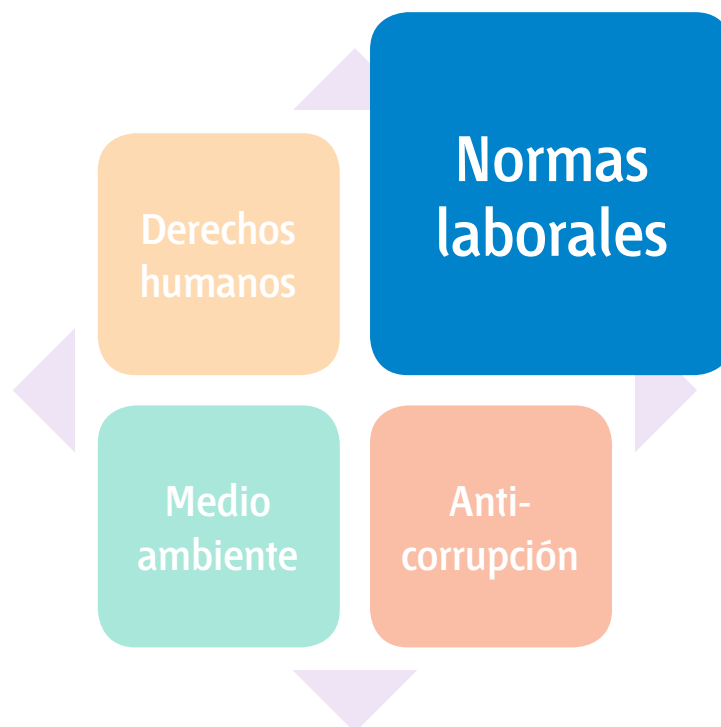 Normas
laborales
Derechos
humanos
Medio
ambiente
Anti-
corrupción